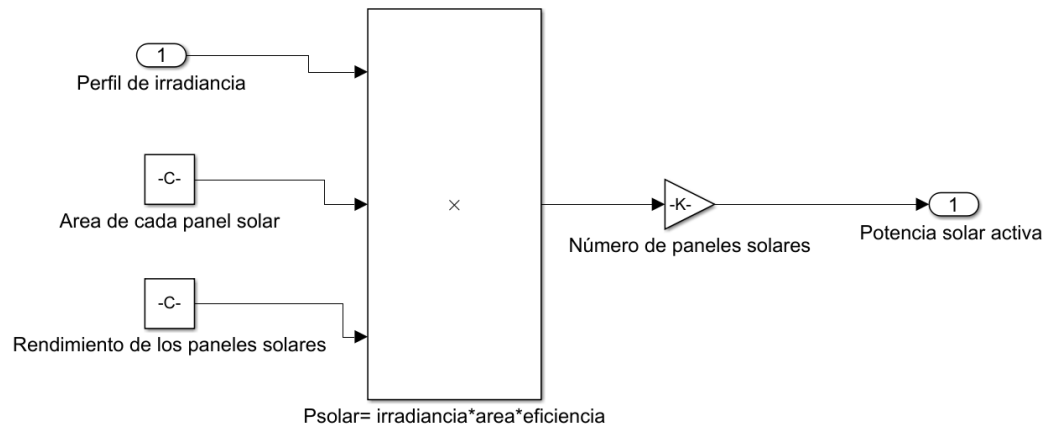 1
Perfil de irradiancia
-C-
Area de cada panel solar
-C-
Rendimiento de los paneles solares
×
Psolar= irradiancia*area*eficiencia
-K-
Número de paneles solares
1
Potencia solar activa